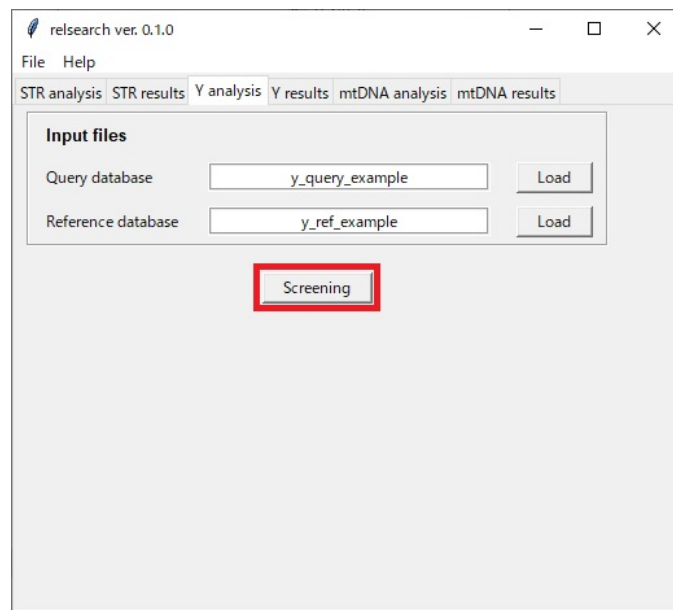 relsearch ver. 0.1.0
File Help
STR analysis STR results Y analysis Y results mtDNA analysis mtDNA results
Input files
Query database y_query_example Load
Reference database y_ref_example Load
Screening